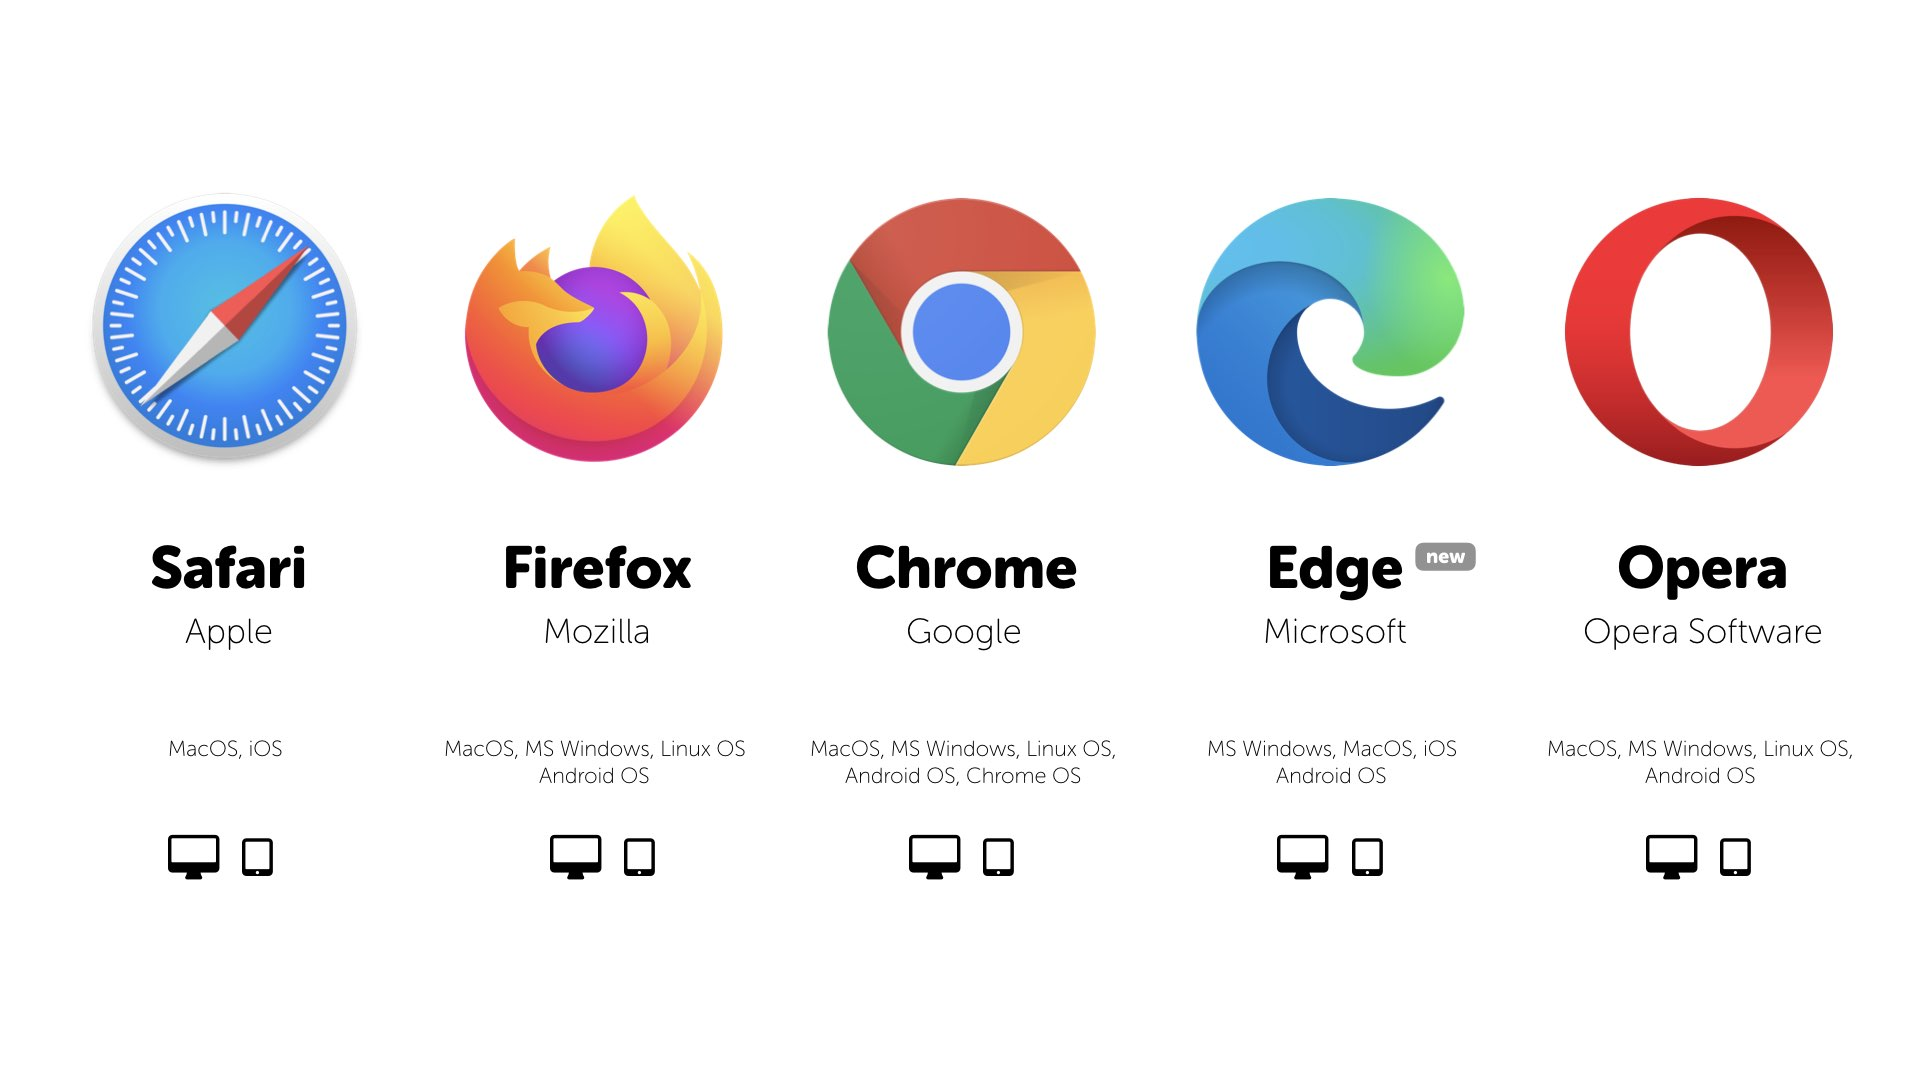 Safari
Apple
MacOS, iOS
Firefox
Mozilla
MacOS, MS Windows, Linux OS
Android OS
Chrome
Google
MacOS, MS Windows, Linux OS,
Android OS, Chrome OS
Edge new
Microsoft
MS Windows, MacOS, iOS
Android OS
Opera
Opera Software
MacOS, MS Windows, Linux OS,
Android OS